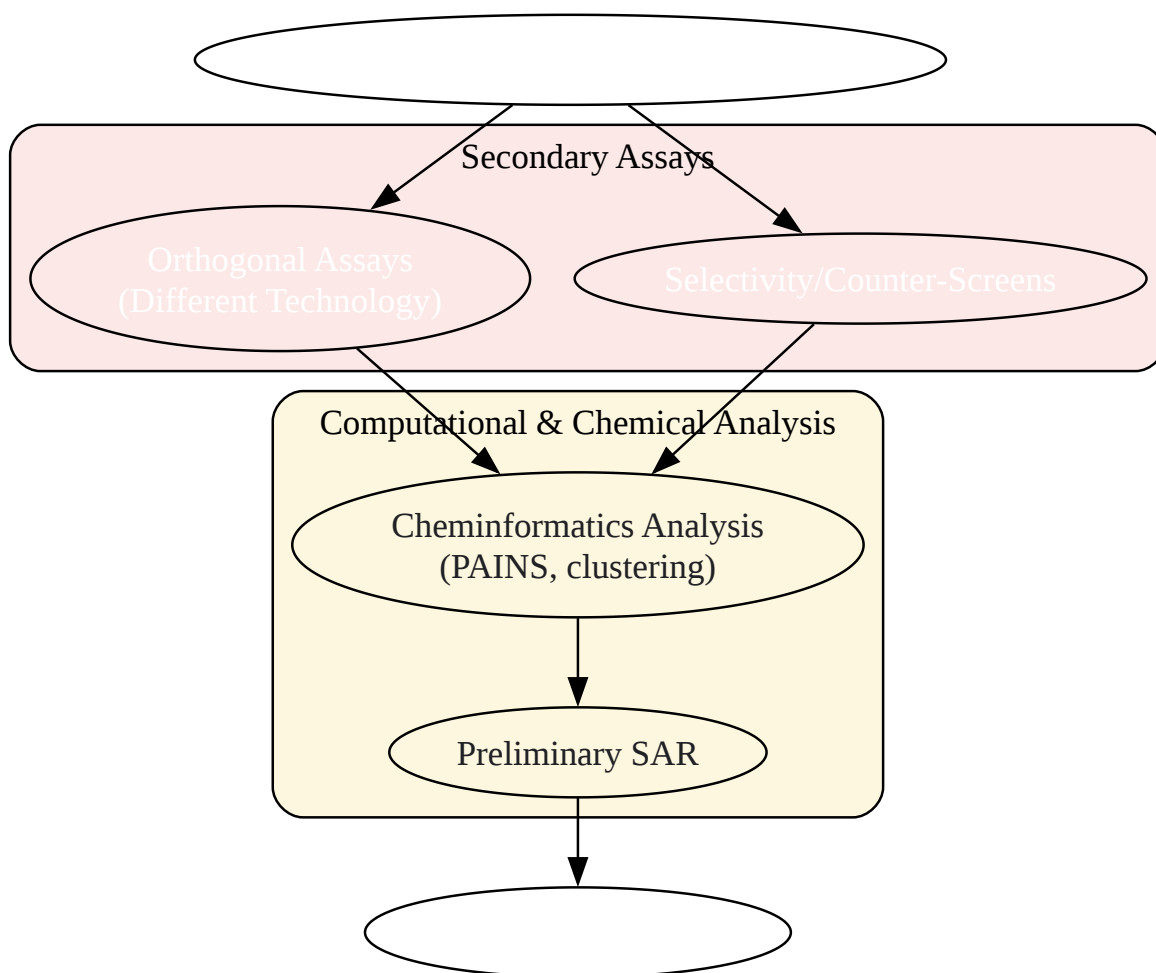 Secondary Assays
Orthogonal Assays
(Different Technology)
Selectivity/Counter-Screens
Computational & Chemical Analysis
Cheminformatics Analysis
(PAINS, clustering)
Preliminary SAR